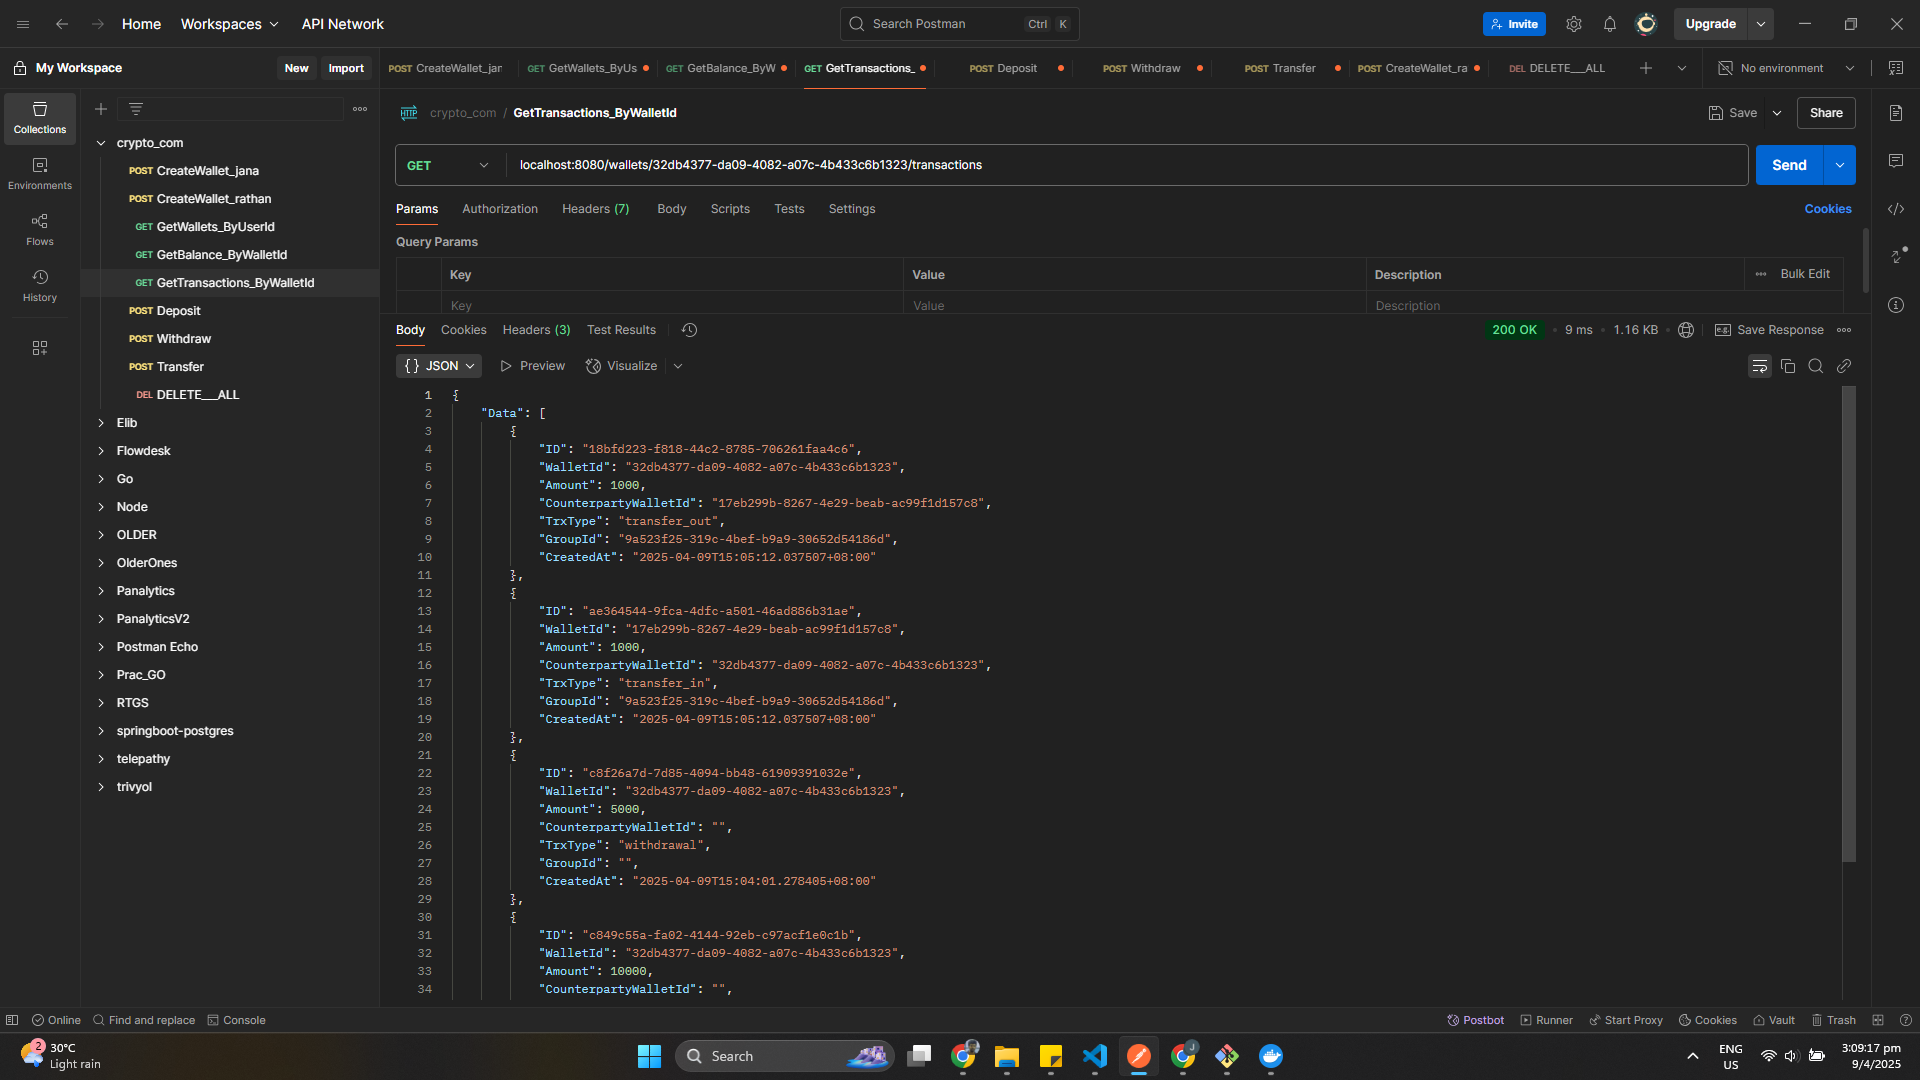 Home
Workspaces
API Network
Search Postman
Ctrl K
Invite
Upgrade
My Workspace
New
Import
POST CreateWallet_jar
GET GetWallets_ByUs
GET GetBalance_ByW
GET GetTransactions_
POST Deposit
POST Withdraw
POST Transfer
POST CreateWallet_ra
DEL DELETE___ALL
No environment
Collections
Environments
Flows
History
crypto_com
POST CreateWallet_jana
POST CreateWallet_rathan
GET GetWallets_ByUserId
GET GetBalance_ByWalletId
GET GetTransactions_ByWalletId
POST Deposit
POST Withdraw
POST Transfer
DEL DELETE___ALL
Elib
Flowdesk
Go
Node
OLDER
OlderOnes
Panalytics
PanalyticsV2
Postman Echo
Prac_GO
RTGS
springboot-postgres
telepathy
trivyol
HTTP crypto_com / GetTransactions_ByWalletId
Save
Share
GET
localhost:8080/wallets/32db4377-da09-4082-a07c-4b433c6b1323/transactions
Send
Params
Authorization
Headers (7)
Body
Scripts
Tests
Settings
Cookies
Query Params
Key
Value
Description
Bulk Edit
Key
Value
Description
Body
Cookies
Headers (3)
Test Results
200 OK
9 ms
1.16 KB
e.g. Save Response
{} JSON
Preview
Visualize
1 {
2 "Data": [
3 {
4 "ID": "18bfd223-f818-44c2-8785-706261faa4c6",
5 "WalletId": "32db4377-da09-4082-a07c-4b433c6b1323",
6 "Amount": 1000,
7 "CounterpartyWalletId": "17eb299b-8267-4e29-beab-ac99f1d157c8",
8 "TrxType": "transfer_out",
9 "GroupId": "9a523f25-319c-4bef-b9a9-30652d54186d",
10 "CreatedAt": "2025-04-09T15:05:12.037507+08:00"
11 },
12 {
13 "ID": "ae364544-9fca-4dfc-a501-46ad886b31ae",
14 "WalletId": "17eb299b-8267-4e29-beab-ac99f1d157c8",
15 "Amount": 1000,
16 "CounterpartyWalletId": "32db4377-da09-4082-a07c-4b433c6b1323",
17 "TrxType": "transfer_in",
18 "GroupId": "9a523f25-319c-4bef-b9a9-30652d54186d",
19 "CreatedAt": "2025-04-09T15:05:12.037507+08:00"
20 },
21 {
22 "ID": "c8f26a7d-7d85-4094-bb48-61909391032e",
23 "WalletId": "32db4377-da09-4082-a07c-4b433c6b1323",
24 "Amount": 5000,
25 "CounterpartyWalletId": "",
26 "TrxType": "withdrawal",
27 "GroupId": "",
28 "CreatedAt": "2025-04-09T15:04:01.278405+08:00"
29 },
30 {
31 "ID": "c849c55a-fa02-4144-92eb-c97acf1e0c1b",
32 "WalletId": "32db4377-da09-4082-a07c-4b433c6b1323",
33 "Amount": 10000,
34 "CounterpartyWalletId": "",
Online
Find and replace
Console
Postbot
Runner
Start Proxy
Cookies
Vault
Trash
2
30°C
Light rain
Search
J
ENG
US
3:09:17 pm
9/4/2025